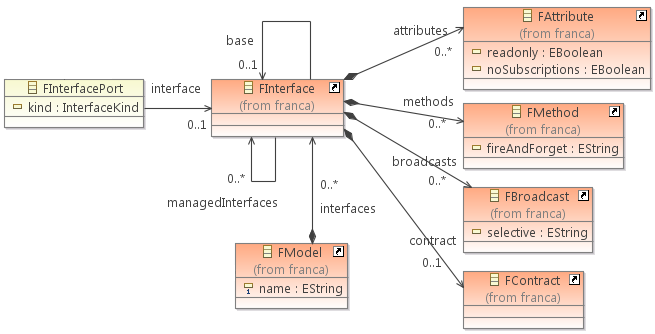 FAttribute
(from franca)
readonly : EBoolean
noSubscriptions : EBoolean
attributes
0..*
base
0..1
FInterfacePort
kind : InterfaceKind
interface
0..1
FInterface
(from franca)
methods
0..*
FMethod
(from franca)
fireAndForget : EString
broadcasts
0..*
FBroadcast
(from franca)
selective : EString
0..*
managedInterfaces
0..*
interfaces
contract
0..1
FModel
(from franca)
name : EString
FContract
(from franca)